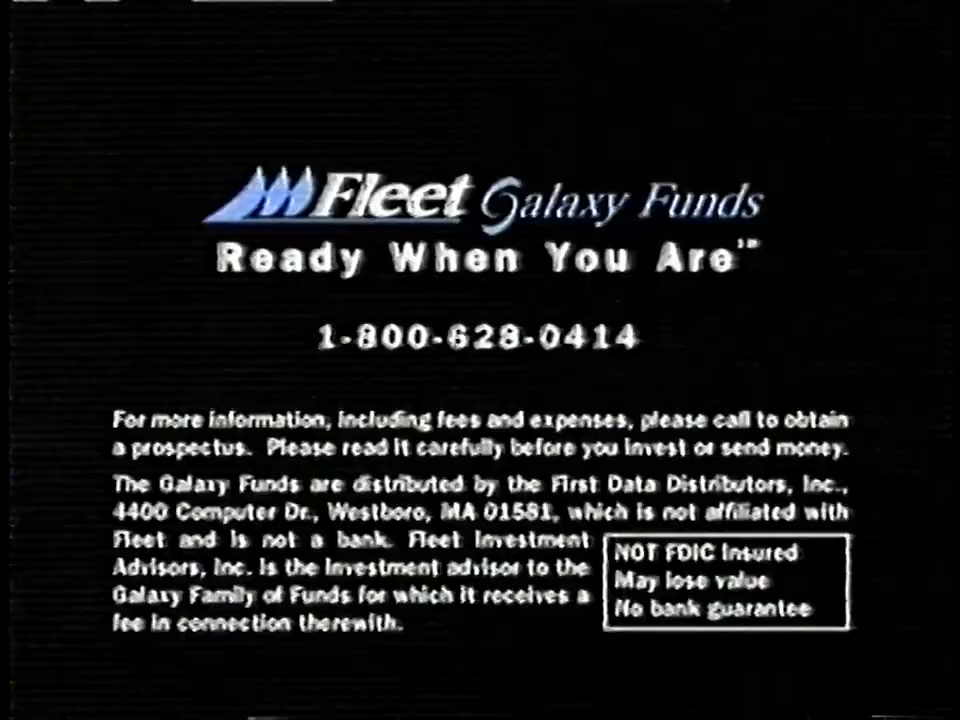 Fleet Galaxy Funds
Ready When You Are™
1-800-628-0414
For more information, including fees and expenses, please call to obtain
a prospectus. Please read it carefully before you invest or send money.
The Galaxy Funds are distributed by the First Data Distributors, Inc.,
4400 Computer Dr., Westboro, MA 01581, which is not affiliated with
Fleet and is not a bank. Fleet Investment
Advisors, Inc. is the investment advisor to the
Galaxy Family of Funds for which it receives a
fee in connection therewith.
NOT FDIC Insured
May lose value
No bank guarantee